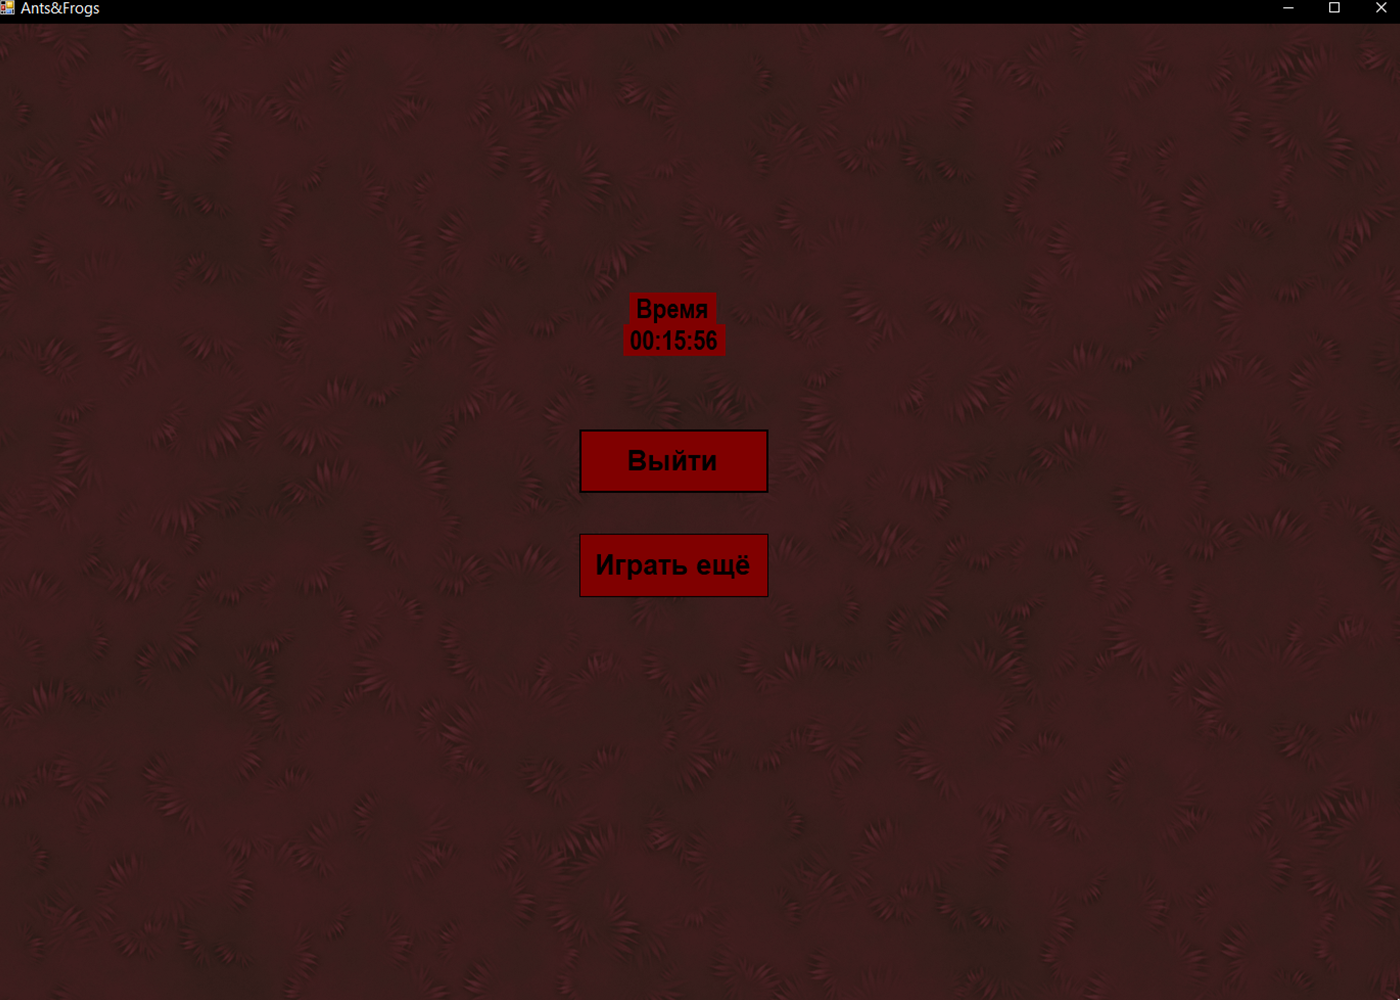 Ants&Frogs
Время
00:15:56
Выйти
Играть ещё